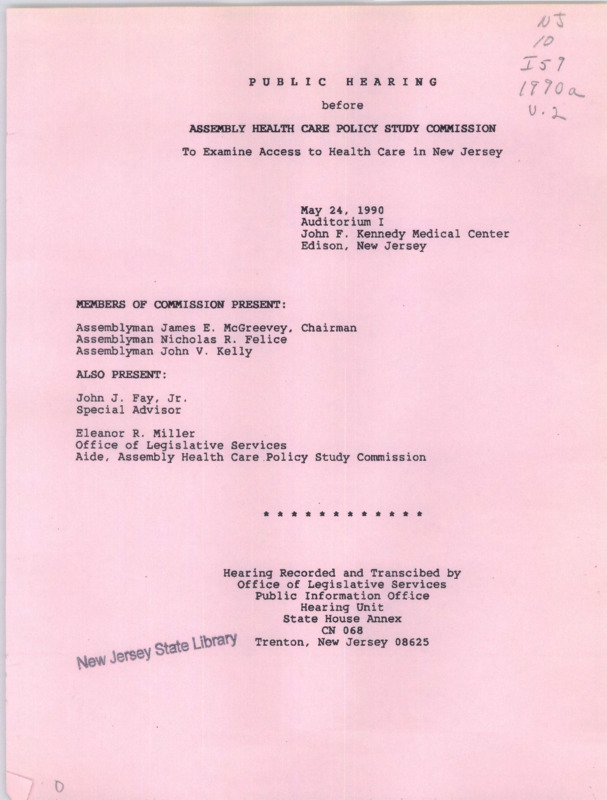 NJ
10
I59
1990a
V.2
PUBLIC HEARING
before
ASSEMBLY HEALTH CARE POLICY STUDY COMMISSION
To Examine Access to Health Care in New Jersey
May 24, 1990
Auditorium I
John F. Kennedy Medical Center
Edison, New Jersey
MEMBERS OF COMMISSION PRESENT:
Assemblyman James E. McGreevey, Chairman
Assemblyman Nicholas R. Felice
Assemblyman John V. Kelly
ALSO PRESENT:
John J. Fay, Jr.
Special Advisor
Eleanor R. Miller
Office of Legislative Services
Aide, Assembly Health Care Policy Study Commission
* * * * * * * * * * * *
Hearing Recorded and Transcibed by
Office of Legislative Services
Public Information Office
Hearing Unit
State House Annex
CN 068
Trenton, New Jersey 08625
New Jersey State Library